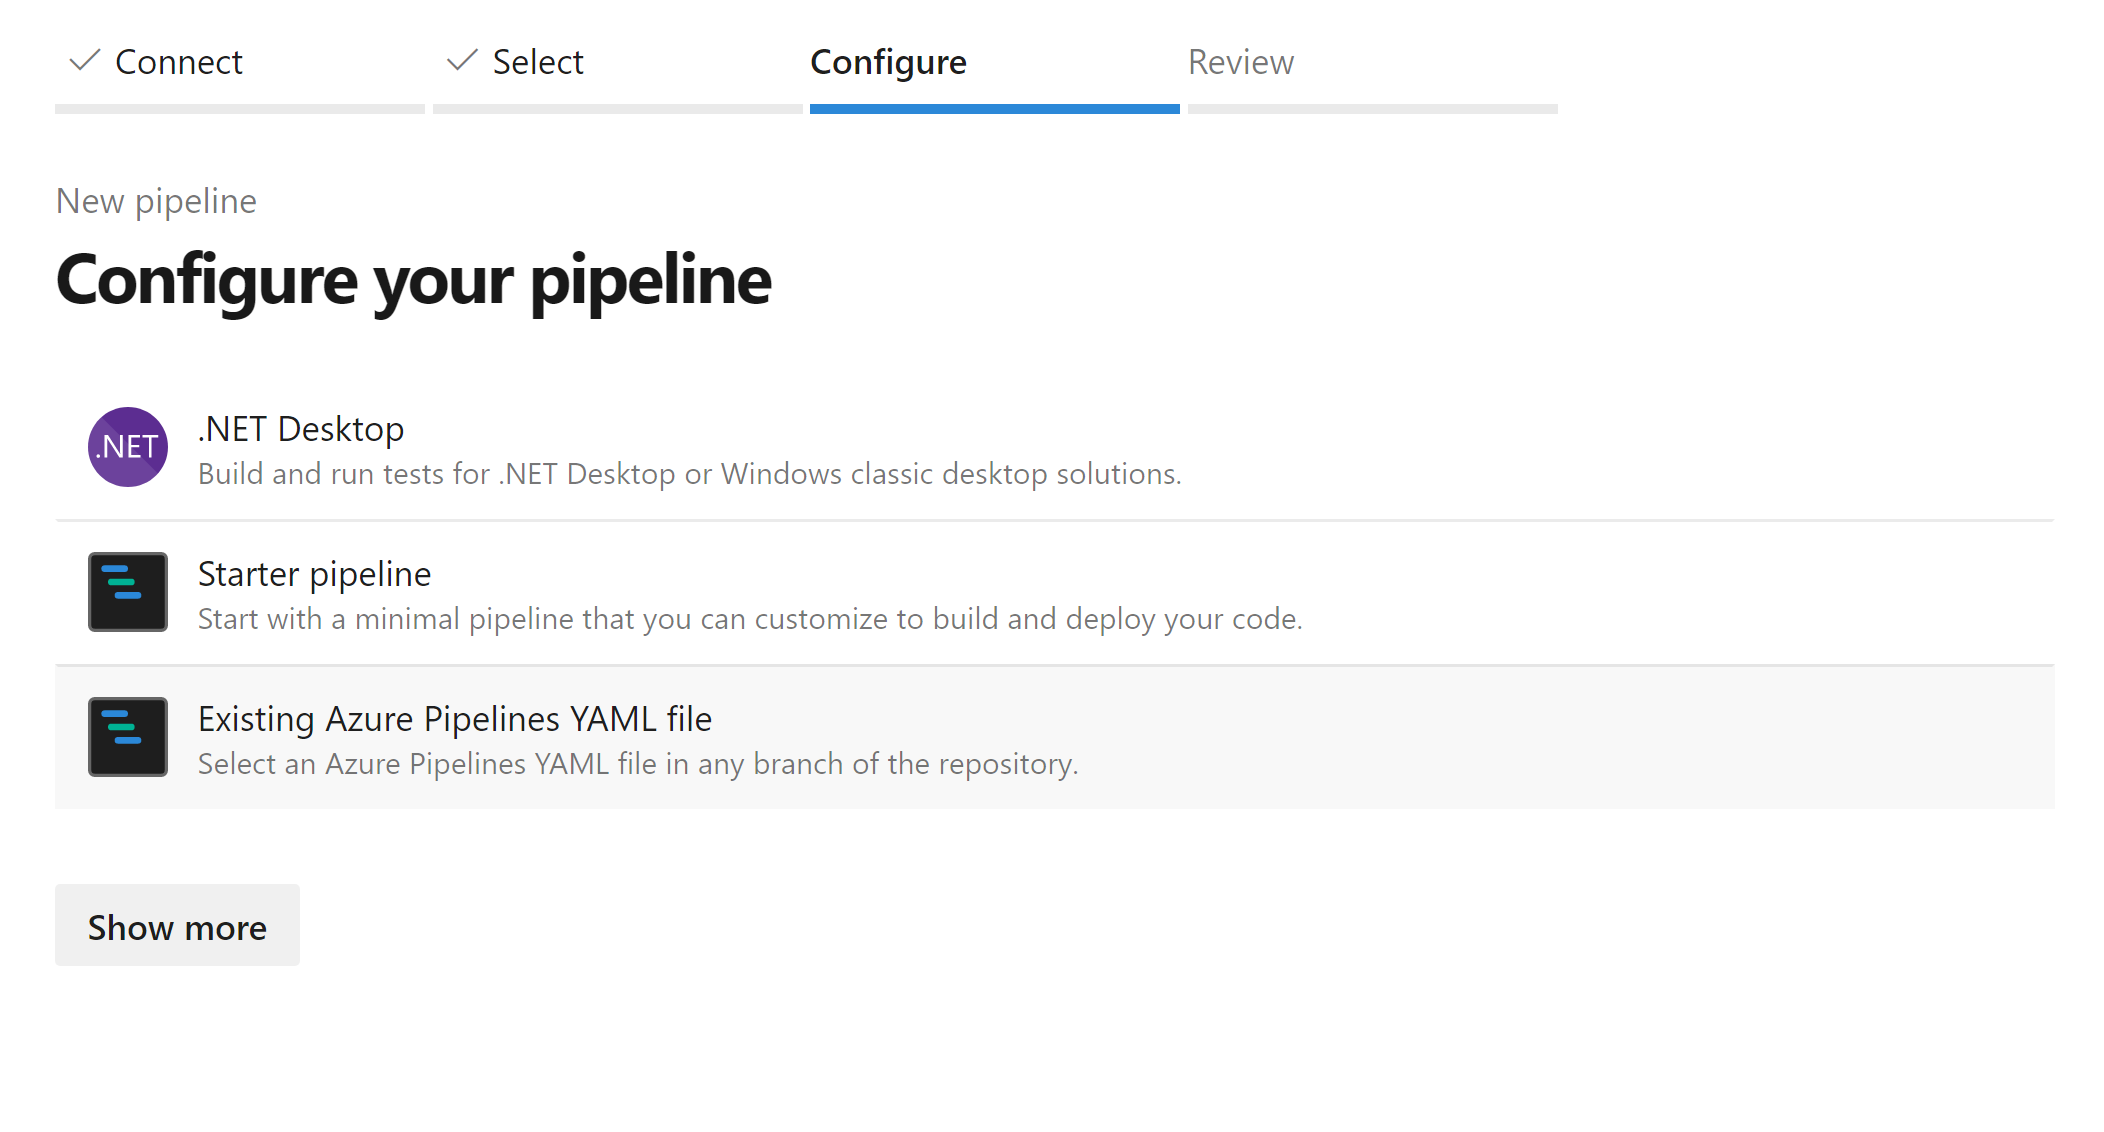 Connect
Select
Configure
Review
New pipeline
Configure your pipeline
.NET
.NET Desktop
Build and run tests for .NET Desktop or Windows classic desktop solutions.
Starter pipeline
Start with a minimal pipeline that you can customize to build and deploy your code.
Existing Azure Pipelines YAML file
Select an Azure Pipelines YAML file in any branch of the repository.
Show more